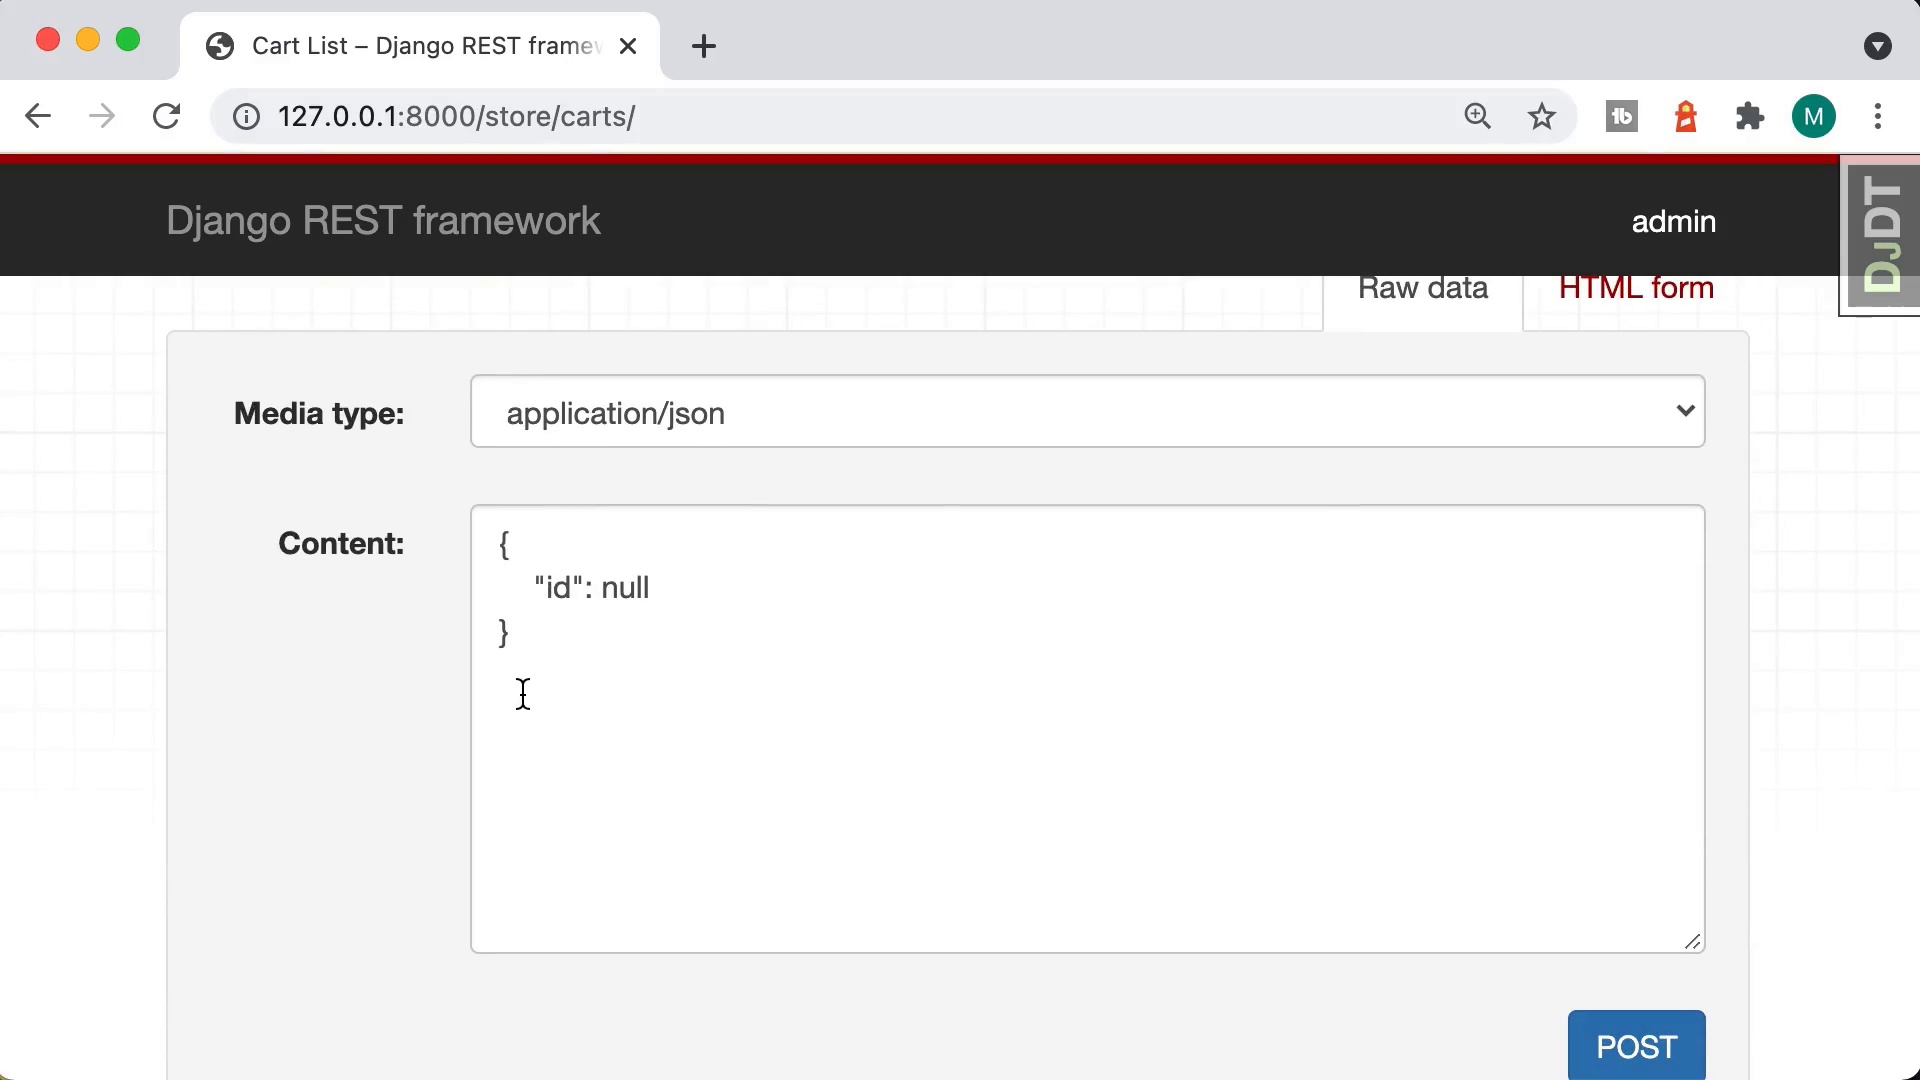 Cart List – Django REST framew
127.0.0.1:8000/store/carts/
M
Django REST framework
admin
DJDT
Raw data
HTML form
Media type:
application/json
Content:
{
"id": null
}
POST